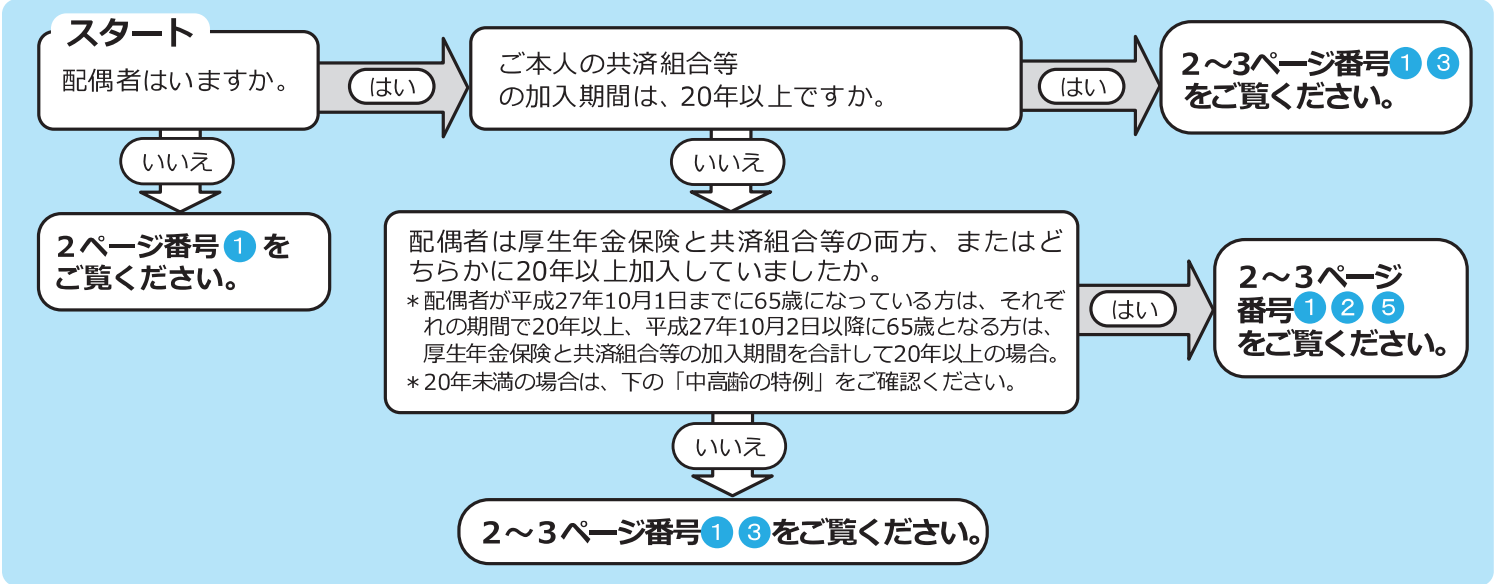 スタート
配偶者はいますか。
はい
ご本人の共済組合等
の加入期間は、20年以上ですか。
はい
2～3ページ番号1 3
をご覧ください。
いいえ
いいえ
2ページ番号1を
ご覧ください。
配偶者は厚生年金保険と共済組合等の両方、またはど
ちらかに20年以上加入していましたか。
＊配偶者が平成27年10月1日までに65歳になっている方は、それぞ
れの期間で20年以上、平成27年10月2日以降に65歳となる方は、
厚生年金保険と共済組合等の加入期間を合計して20年以上の場合。
＊20年未満の場合は、下の「中高齢の特例」をご確認ください。
はい
2～3ページ
番号1 2 5
をご覧ください。
いいえ
2～3ページ番号1 3をご覧ください。